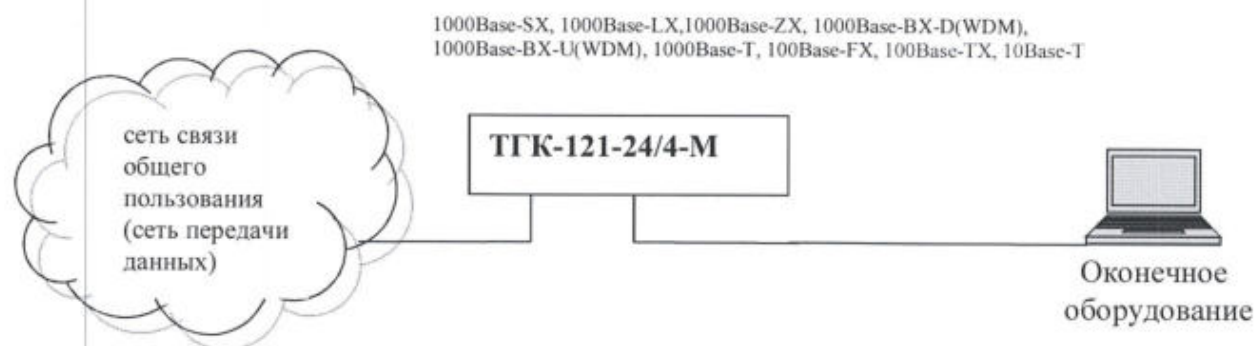 1000Base-SX, 1000Base-LX,1000Base-ZX, 1000Base-BX-D(WDM),
1000Base-BX-U(WDM), 1000Base-T, 100Base-FX, 100Base-TX, 10Base-T
ТГК-121-24/4-М
сеть связи
общего
пользования
(сеть передачи
данных)
Оконечное
оборудование